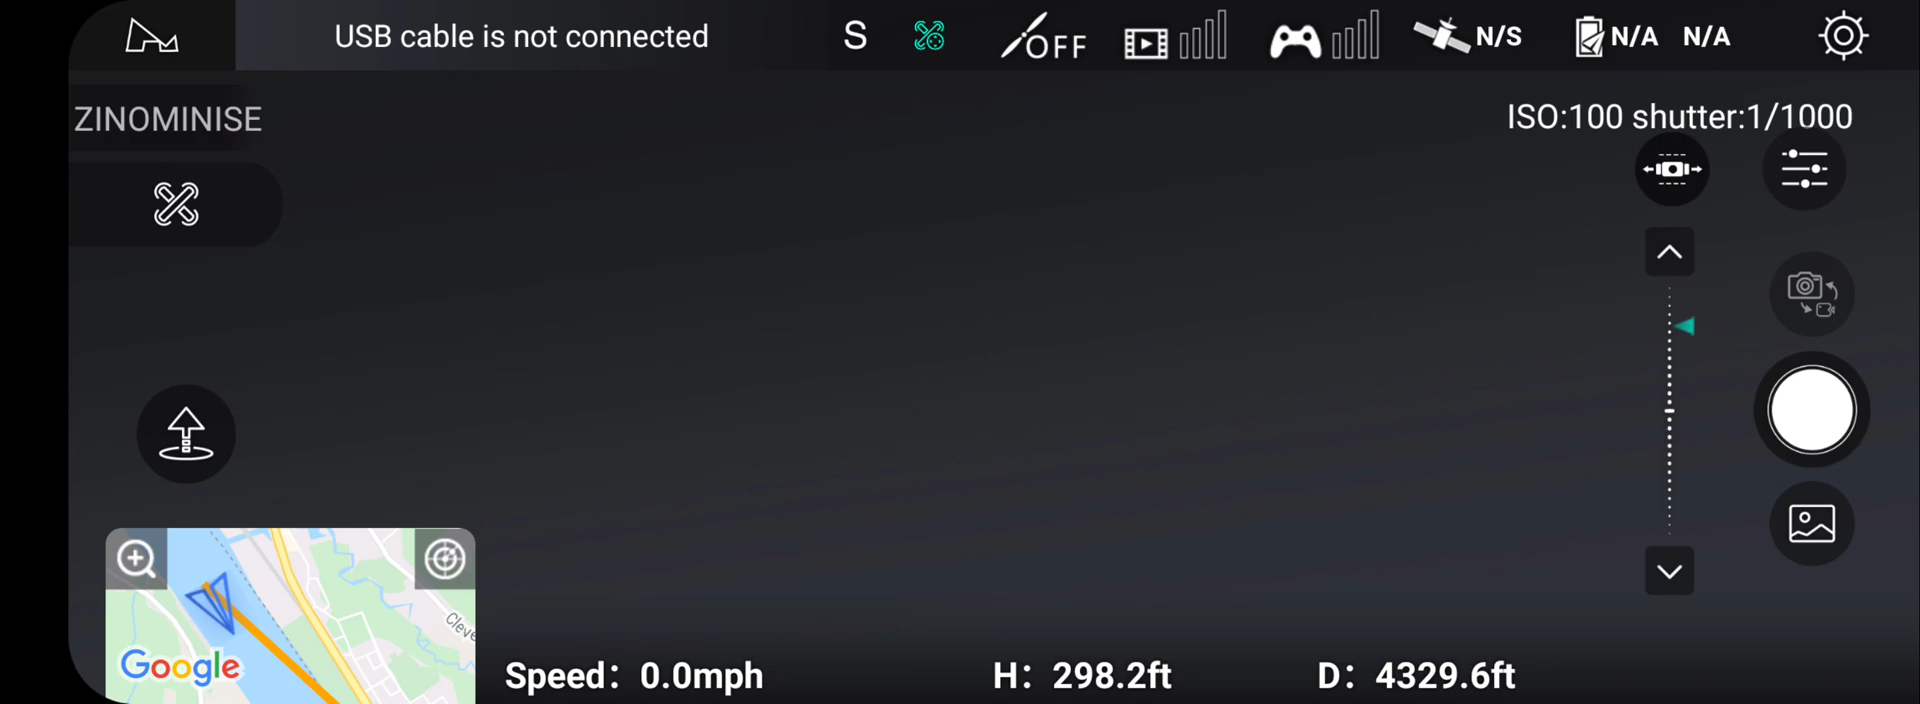 USB cable is not connected
S
OFF
N/S
N/A N/A
ZINOMINISE
ISO:100 shutter:1/1000
Cleve
Google
Speed: 0.0mph
H: 298.2ft
D: 4329.6ft